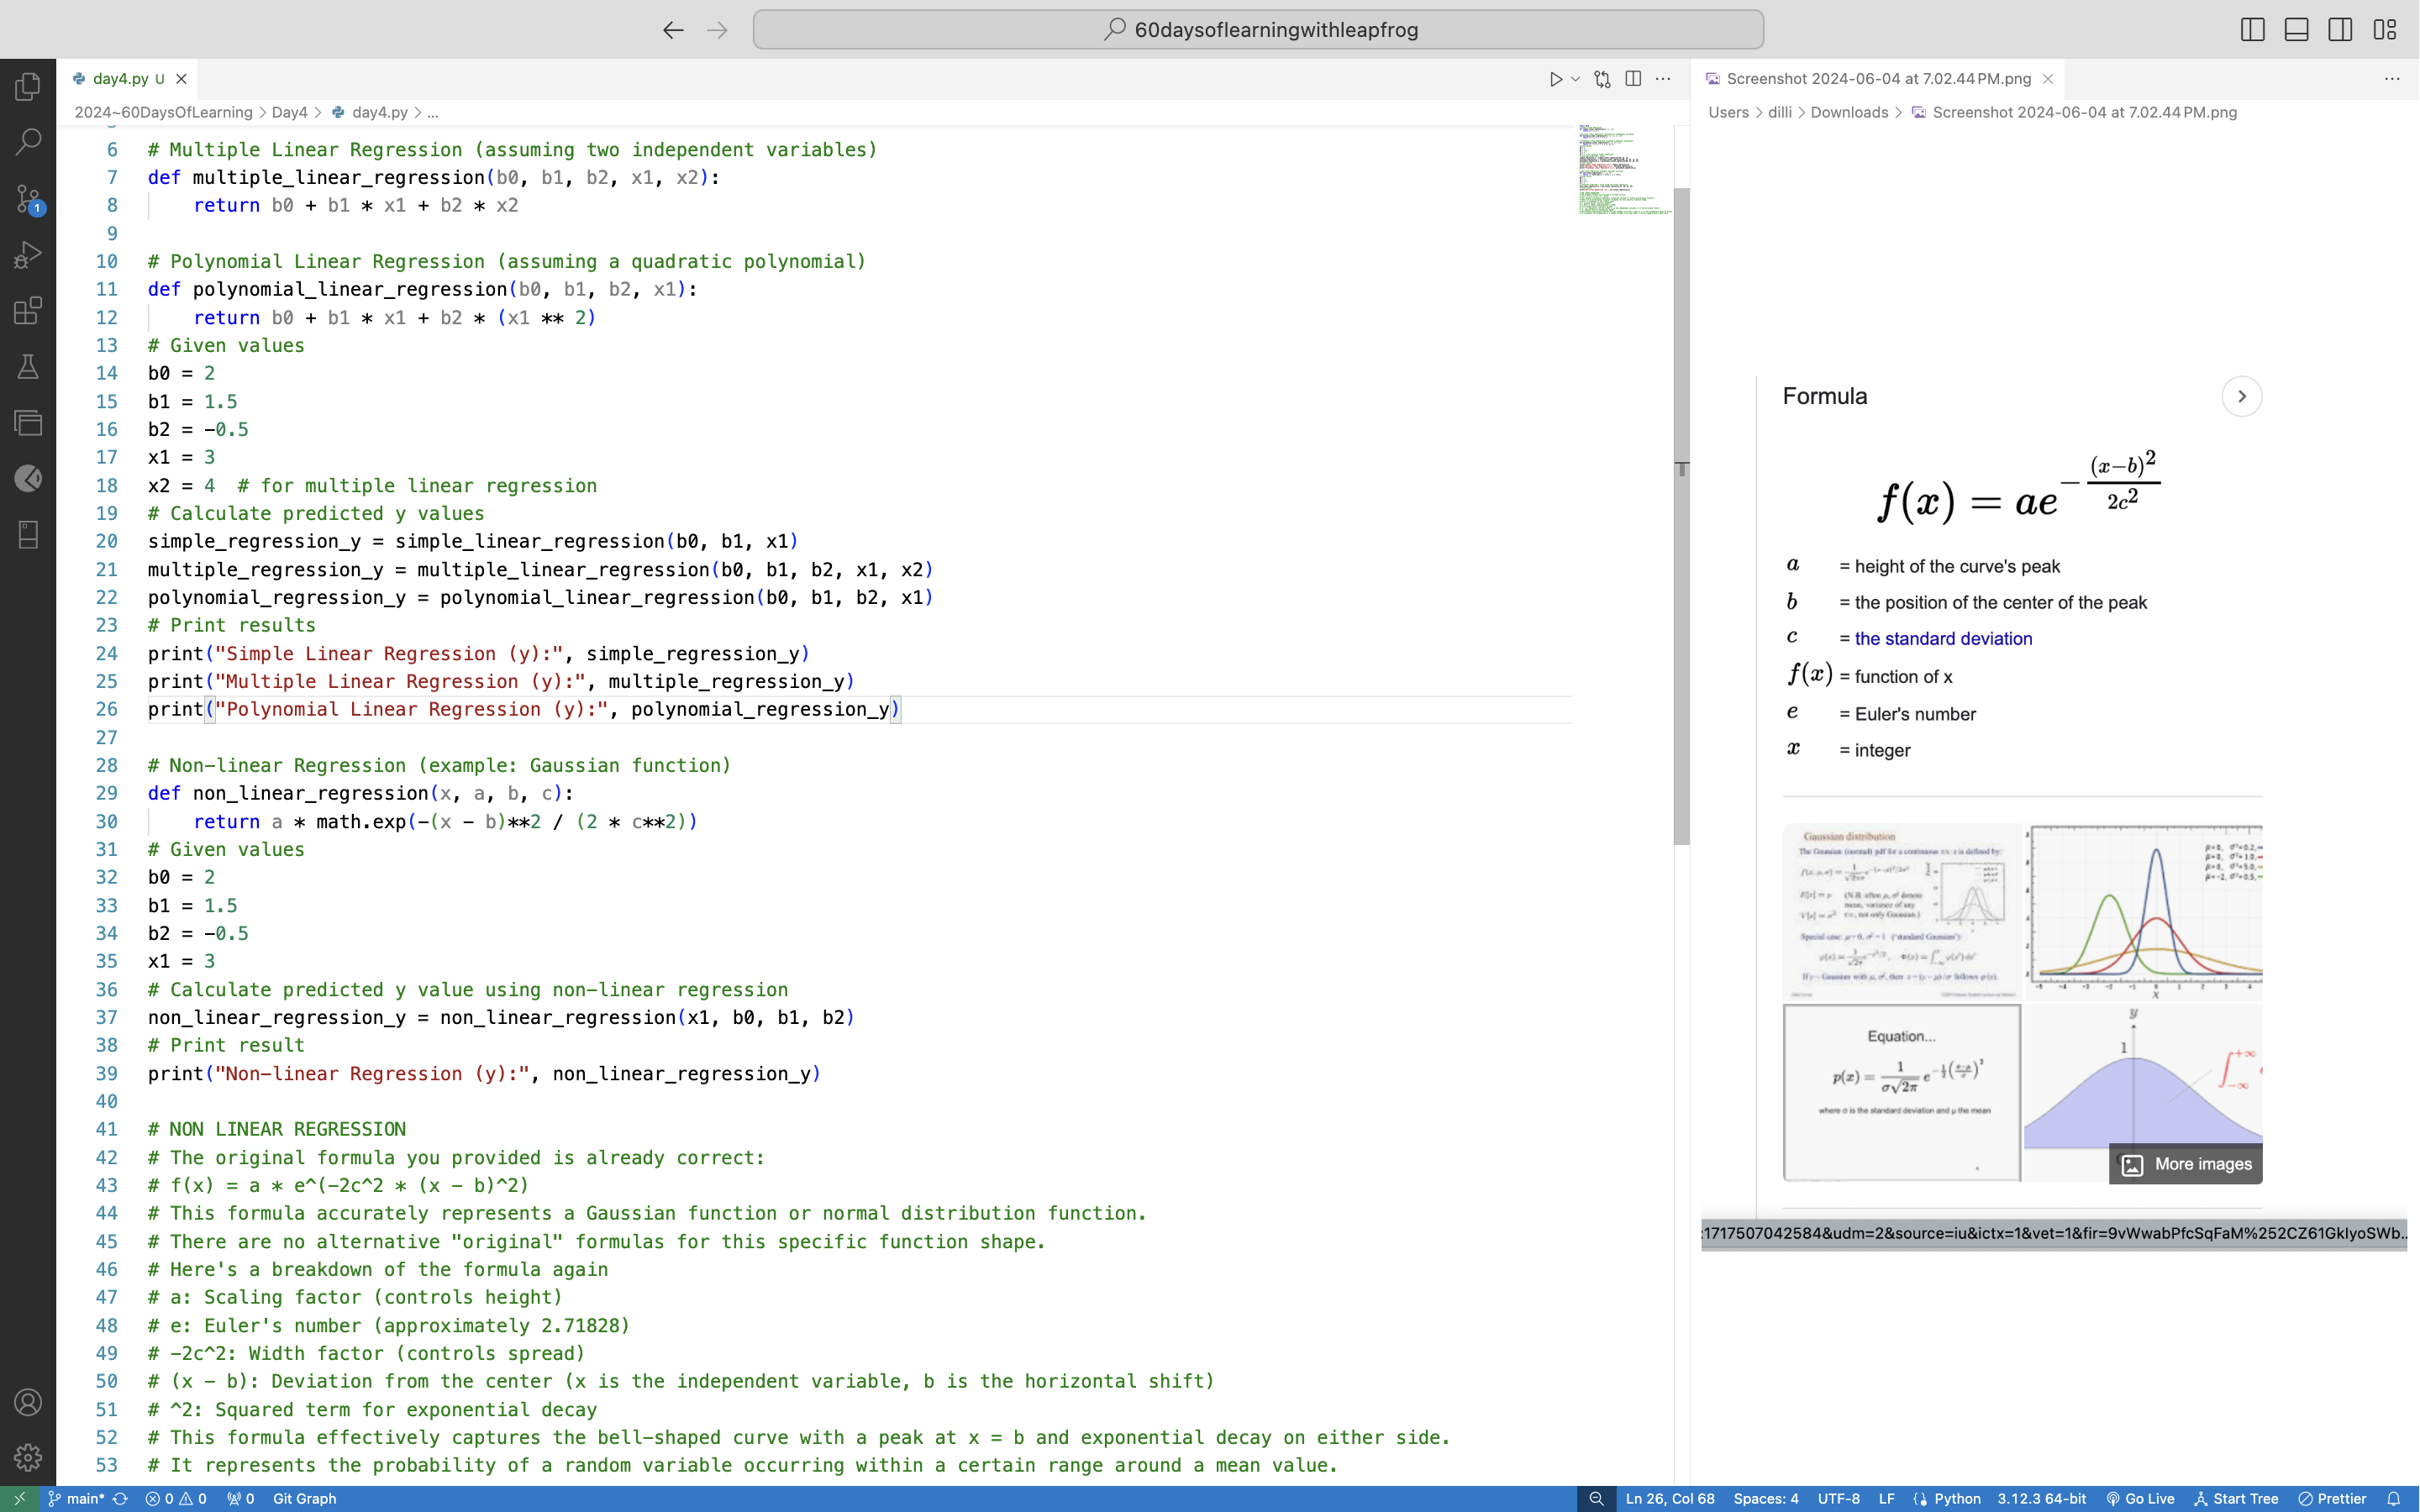 60daysoflearningwithleapfrog
day4.py U
2024~60DaysOfLearning > Day4 > day4.py > ...
6 # Multiple Linear Regression (assuming two independent variables)
7 def multiple_linear_regression(b0, b1, b2, x1, x2):
8 return b0 + b1 * x1 + b2 * x2
9
10 # Polynomial Linear Regression (assuming a quadratic polynomial)
11 def polynomial_linear_regression(b0, b1, b2, x1):
12 return b0 + b1 * x1 + b2 * (x1 ** 2)
13 # Given values
14 b0 = 2
15 b1 = 1.5
16 b2 = -0.5
17 x1 = 3
18 x2 = 4 # for multiple linear regression
19 # Calculate predicted y values
20 simple_regression_y = simple_linear_regression(b0, b1, x1)
21 multiple_regression_y = multiple_linear_regression(b0, b1, b2, x1, x2)
22 polynomial_regression_y = polynomial_linear_regression(b0, b1, b2, x1)
23 # Print results
24 print("Simple Linear Regression (y):", simple_regression_y)
25 print("Multiple Linear Regression (y):", multiple_regression_y)
26 print("Polynomial Linear Regression (y):", polynomial_regression_y)
27
28 # Non-linear Regression (example: Gaussian function)
29 def non_linear_regression(x, a, b, c):
30 return a * math.exp(-(x - b)**2 / (2 * c**2))
31 # Given values
32 b0 = 2
33 b1 = 1.5
34 b2 = -0.5
35 x1 = 3
36 # Calculate predicted y value using non-linear regression
37 non_linear_regression_y = non_linear_regression(x1, b0, b1, b2)
38 # Print result
39 print("Non-linear Regression (y):", non_linear_regression_y)
40
41 # NON LINEAR REGRESSION
42 # The original formula you provided is already correct:
43 # f(x) = a * e^(-2c^2 * (x - b)^2)
44 # This formula accurately represents a Gaussian function or normal distribution function.
45 # There are no alternative "original" formulas for this specific function shape.
46 # Here's a breakdown of the formula again
47 # a: Scaling factor (controls height)
48 # e: Euler's number (approximately 2.71828)
49 # -2c^2: Width factor (controls spread)
50 # (x - b): Deviation from the center (x is the independent variable, b is the horizontal shift)
51 # ^2: Squared term for exponential decay
52 # This formula effectively captures the bell-shaped curve with a peak at x = b and exponential decay on either side.
53 # It represents the probability of a random variable occurring within a certain range around a mean value.
Screenshot 2024-06-04 at 7.02.44 PM.png
Users > dilli > Downloads > Screenshot 2024-06-04 at 7.02.44 PM.png
Formula
f(x) = ae^{-\frac{(x-b)^2}{2c^2}}
a = height of the curve's peak
b = the position of the center of the peak
c = the standard deviation
f(x) = function of x
e = Euler's number
x = integer
Gaussian distribution
The Gaussian (normal) pdf for a continuous r.v. x is defined by:
Equation...
p(x) = \frac{1}{σ\sqrt{2π}} e^{-\frac{1}{2}(\frac{x-μ}{σ})^2}
where σ is the standard deviation and μ the mean
y
1
More images
:1717507042584&udm=2&source=iu&ictx=1&vet=1&fir=9vWwabPfcSqFaM%252CZ61GklyoSWb...
1
main* 0 0 0 Git Graph
Ln 26, Col 68 Spaces: 4 UTF-8 LF Python 3.12.3 64-bit Go Live Start Tree Prettier